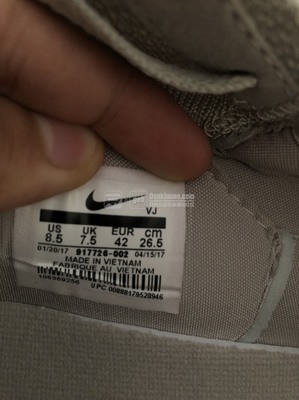 VJ
US UK EUR cm
8.5 7.5 42 26.5
01/20/17 917726-002 04/15/17
MADE IN VIETNAM
FABRIQUE AU VIETNAM
UPC 00888179528946